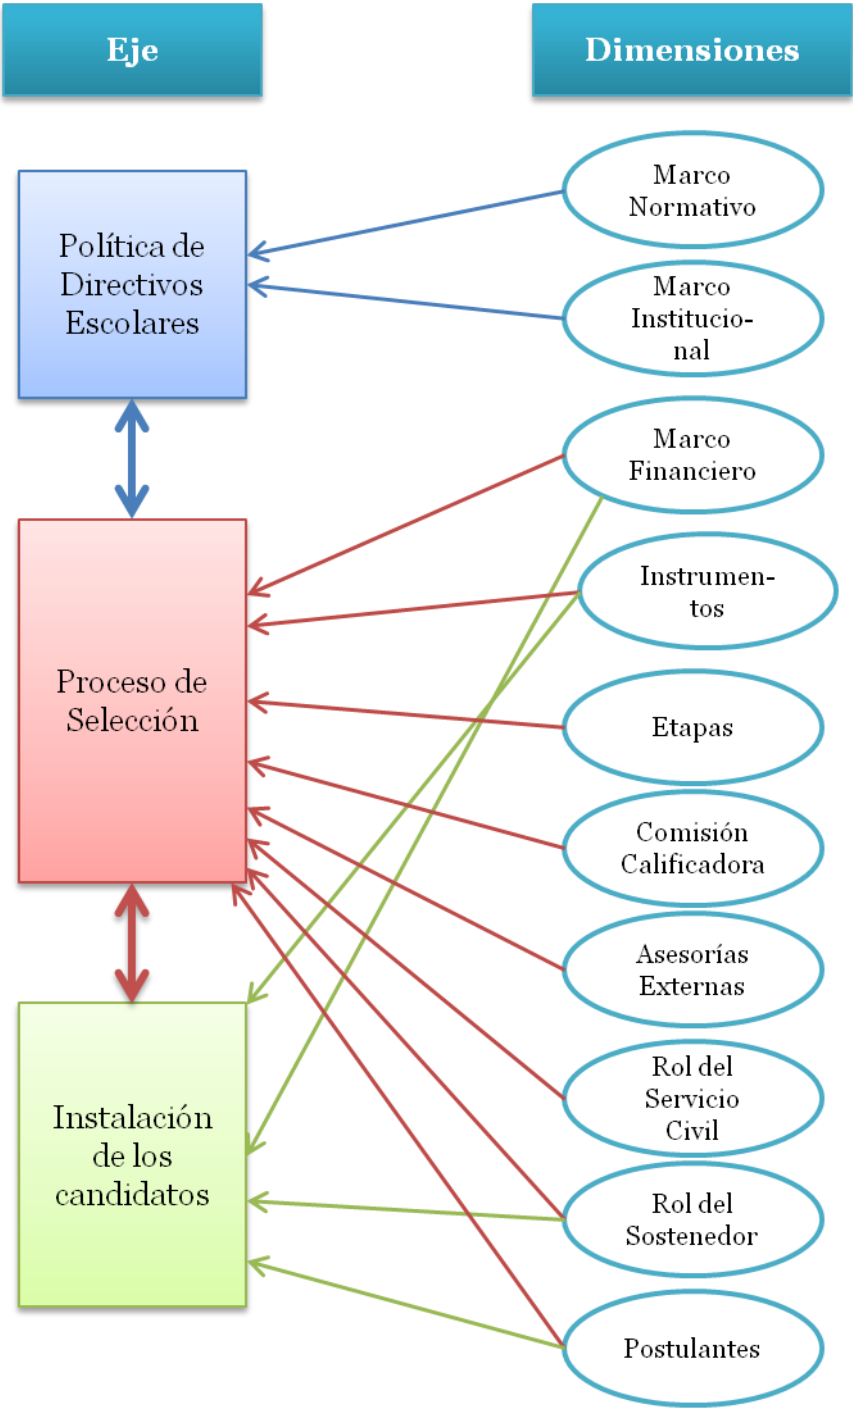 Eje
Dimensiones
Política de
Directivos
Escolares
Marco
Normativo
Marco
Institucio-
nal
Marco
Financiero
Proceso de
Selección
Instrumen-
tos
Etapas
Comisión
Calificadora
Asesorías
Externas
Instalación
de los
candidatos
Rol del
Servicio
Civil
Rol del
Sostenedor
Postulantes